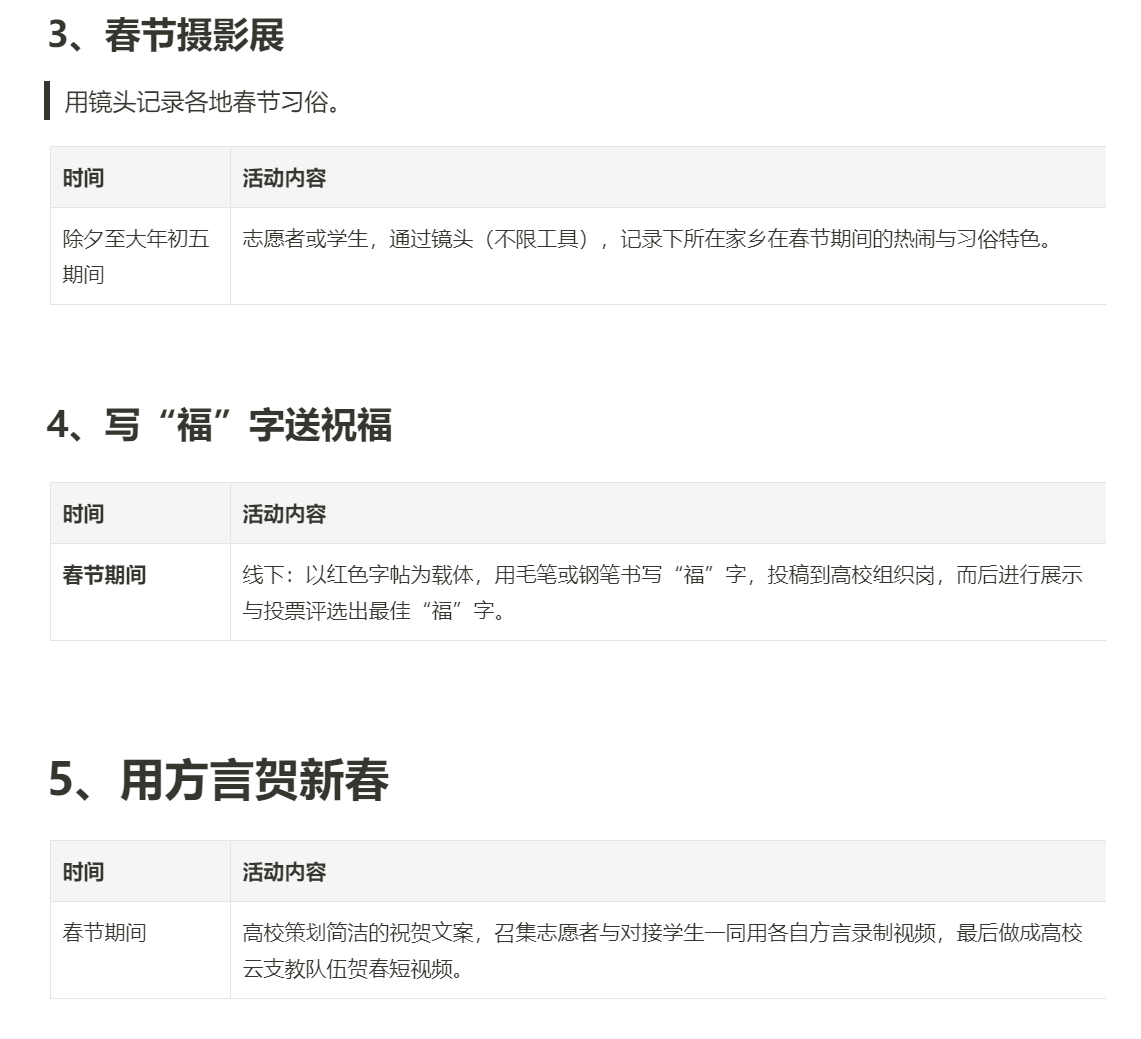 3、春节摄影展
用镜头记录各地春节习俗。
时间 活动内容
除夕至大年初五 志愿者或学生，通过镜头（不限工具），记录下所在家乡在春节期间的热闹与习俗特色。
期间
4、写“福”字送祝福
时间 活动内容
春节期间 线下：以红色字帖为载体，用毛笔或钢笔书写“福”字，投稿到高校组织岗，而后进行展示
与投票评选出最佳“福”字。
5、用方言贺新春
时间 活动内容
春节期间 高校策划简洁的祝贺文案，召集志愿者与对接学生一同用各自方言录制视频，最后做成高校
云支教队伍贺春短视频。